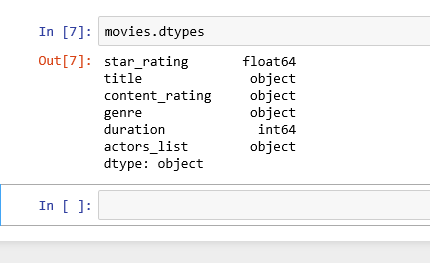 In [7]: movies.dtypes
Out[7]: star_rating float64
title object
content_rating object
genre object
duration int64
actors_list object
dtype: object
In [ ]: